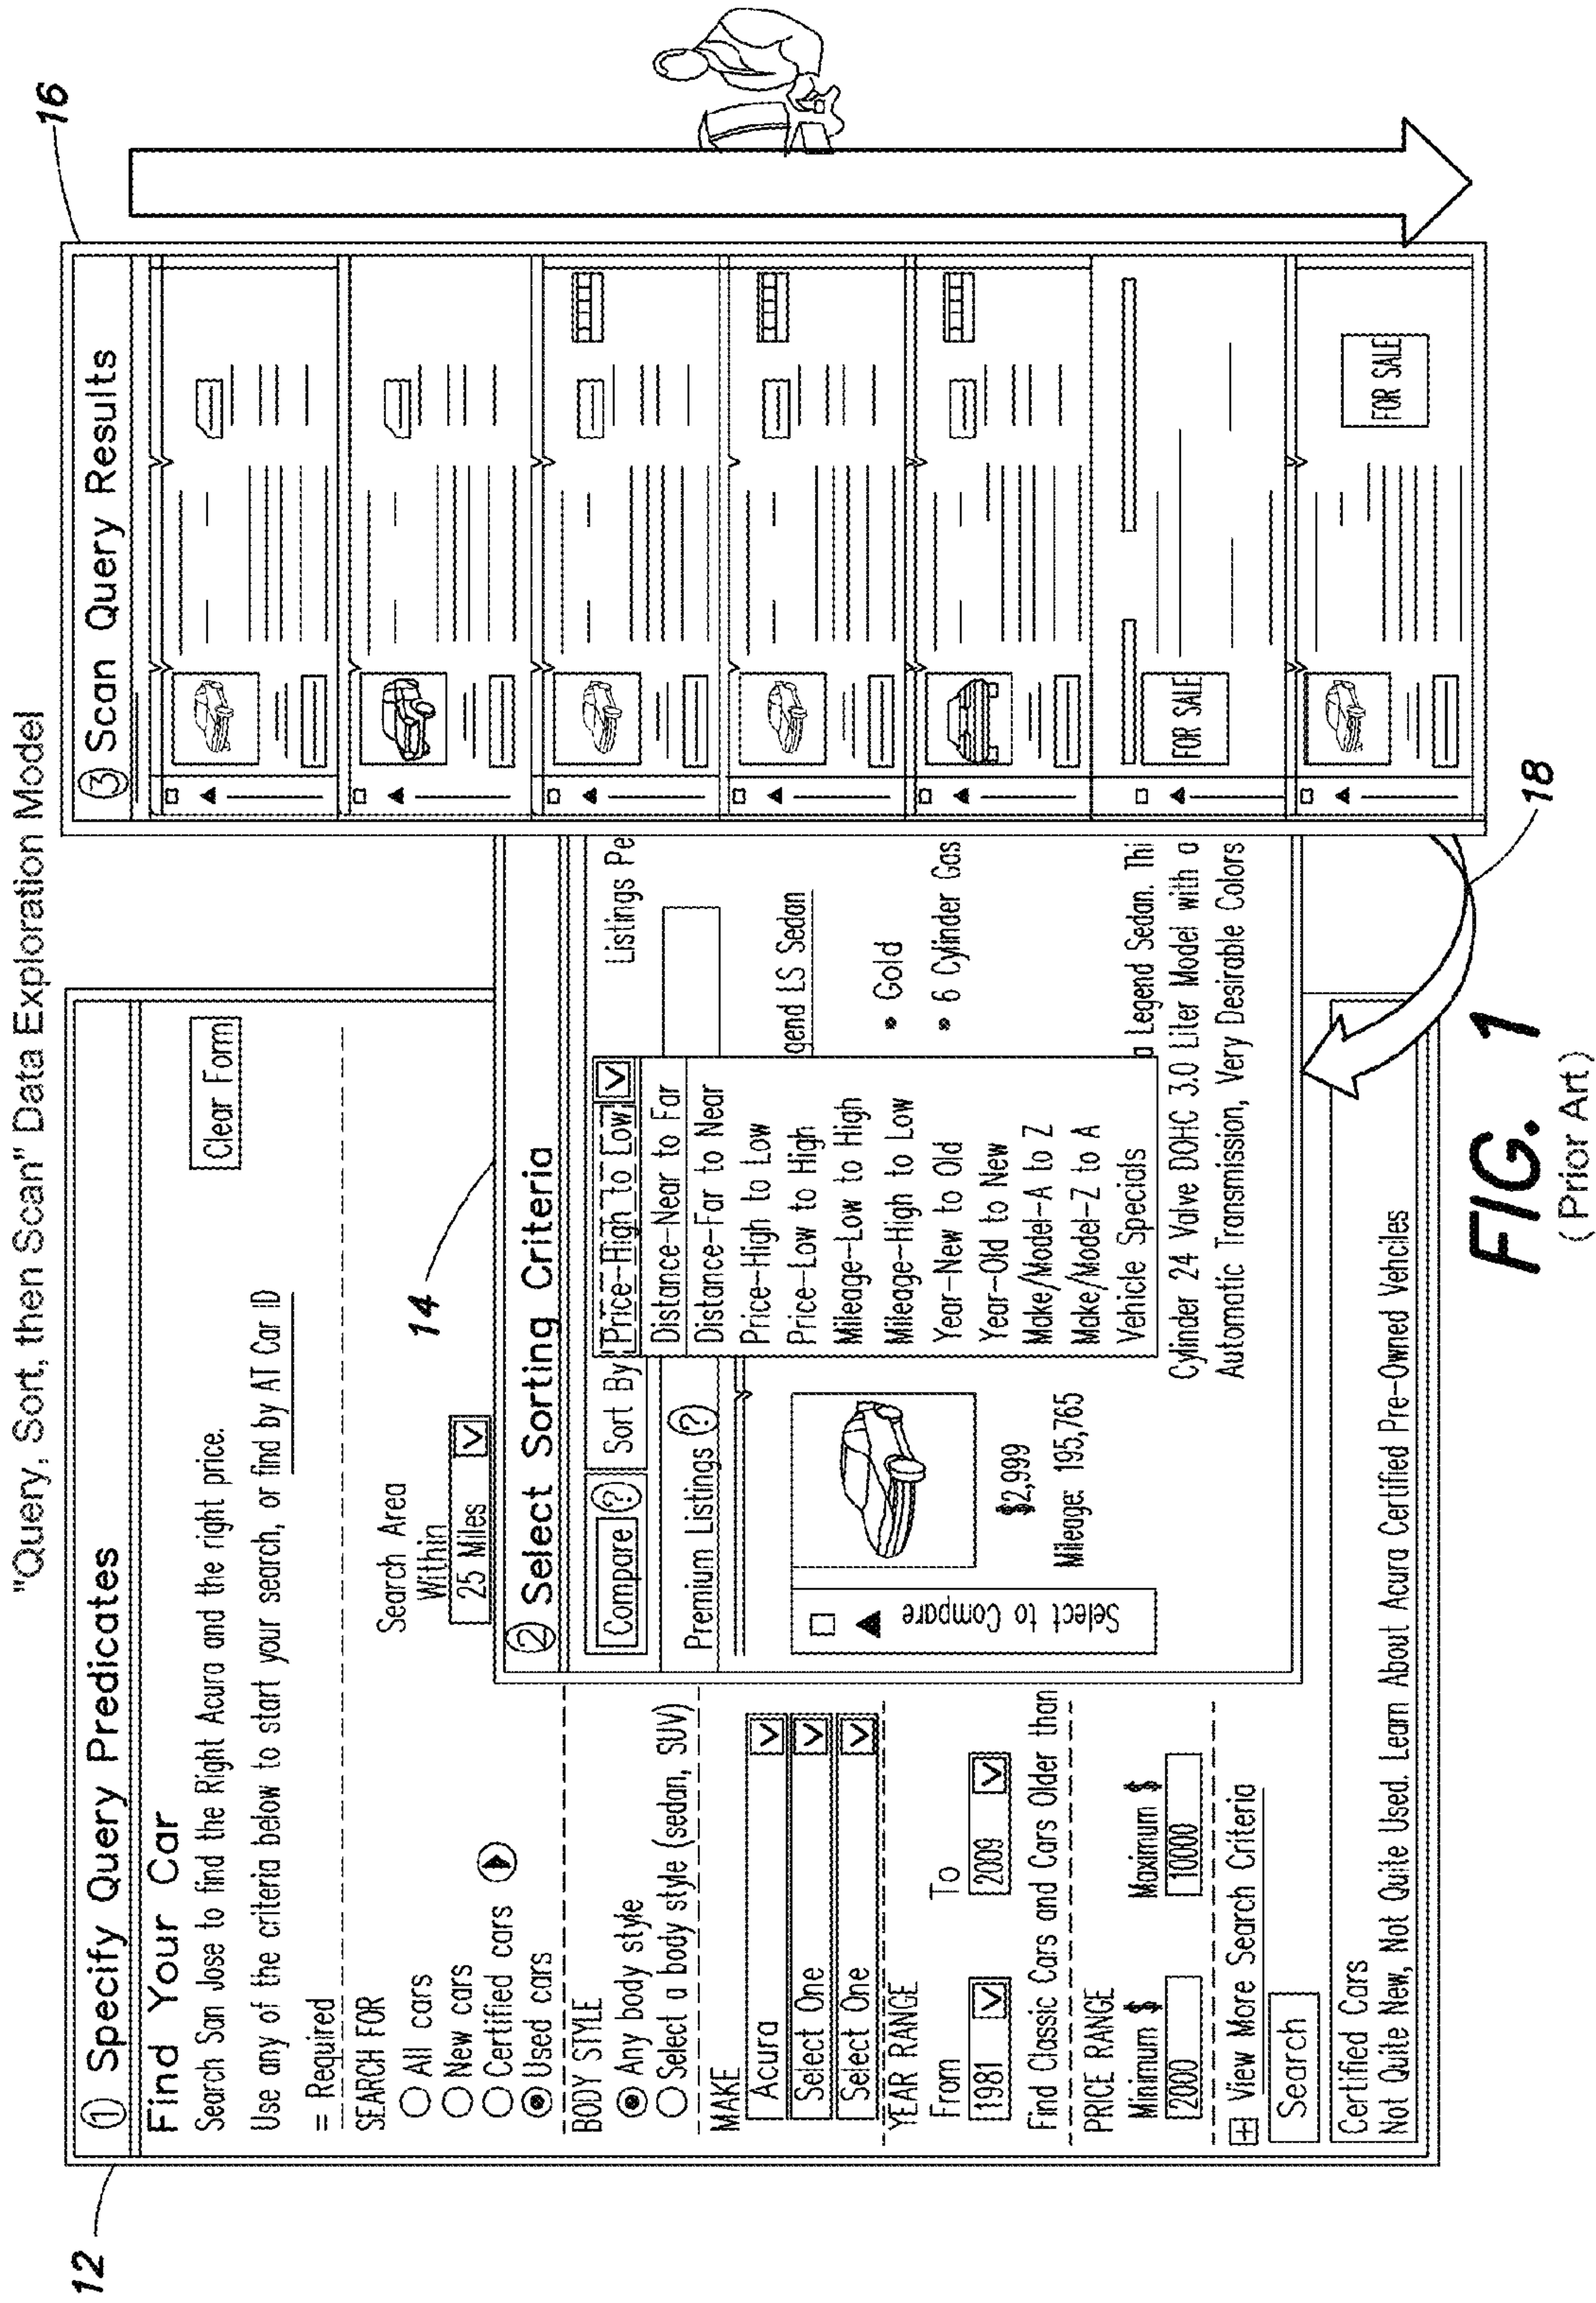 "Query, Sort, then Scan" Data Exploration Model
12
① Specify Query Predicates
Find Your Car
Search San Jose to find the Right Acura and the right price.
Use any of the criteria below to start your search, or find by AT Car ID
Clear Form
= Required
SEARCH FOR
All cars
New cars
Certified cars
Used cars
Search Area
Within
25 Miles
BODY STYLE
Any body style
Select a body style (sedan, SUV)
MAKE
Acura
Select One
Select One
YEAR RANGE
From To
1981 2009
Find Classic Cars and Cars Older than
PRICE RANGE
Minimum $ Maximum $
2000 10000
View More Search Criteria
Search
Certified Cars
Not Quite New, Not Quite Used. Learn About Acura Certified Pre-Owned Vehciles
14
② Select Sorting Criteria
Compare ? Sort By Price-High to Low Listings Pe
Premium Listings ?
Distance-Near to Far
Distance-Far to Near
Price-High to Low
Price-Low to High
Mileage-Low to High
Mileage-High to Low
Year-New to Old
Year-Old to New
Make/Model-A to Z
Make/Model-Z to A
Vehicle Specials
Select to Compare
$2,999
Mileage: 195,765
gend LS Sedan
• Gold
• 6 Cylinder Gas
a Legend Sedan. Thi
Cylinder 24 Valve DOHC 3.0 Liter Model with a
Automatic Transmission, Very Desirable Colors
16
③ Scan Query Results
FOR SALE
FOR SALE
18
FIG. 1
(Prior Art)